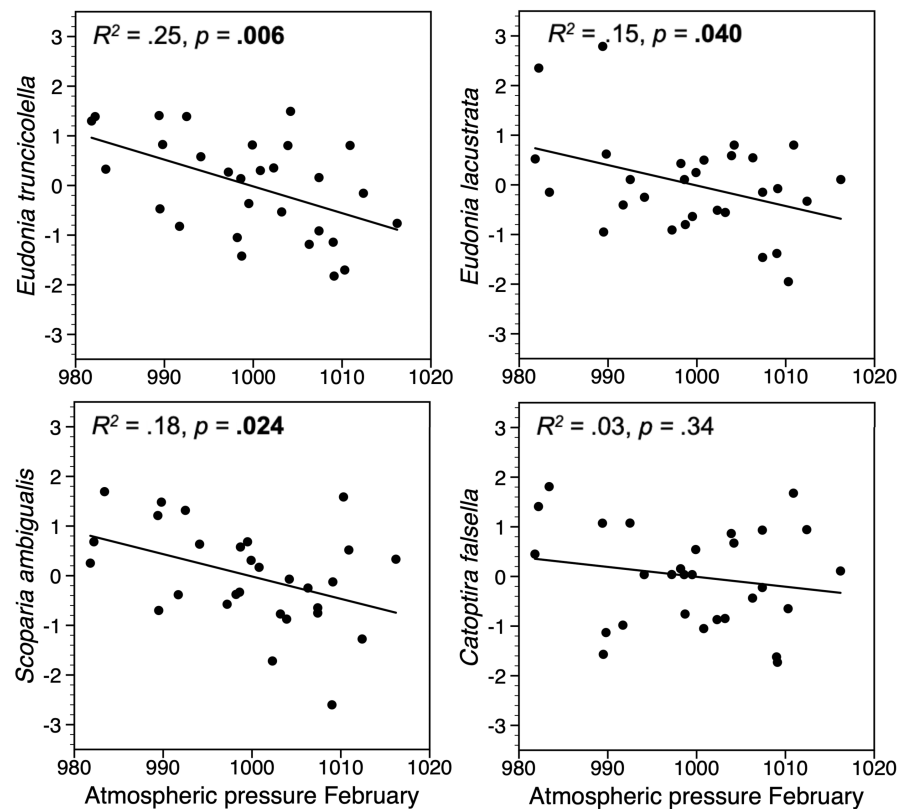 R² = .25, p = .006
Eudonia truncicolella
3
2
1
0
-1
-2
-3
980 990 1000 1010 1020
R² = .15, p = .040
Eudonia lacustrata
3
2
1
0
-1
-2
-3
980 990 1000 1010 1020
R² = .18, p = .024
Scoparia ambigualis
3
2
1
0
-1
-2
-3
980 990 1000 1010 1020
Atmospheric pressure February
R² = .03, p = .34
Catoptira falsella
3
2
1
0
-1
-2
-3
980 990 1000 1010 1020
Atmospheric pressure February